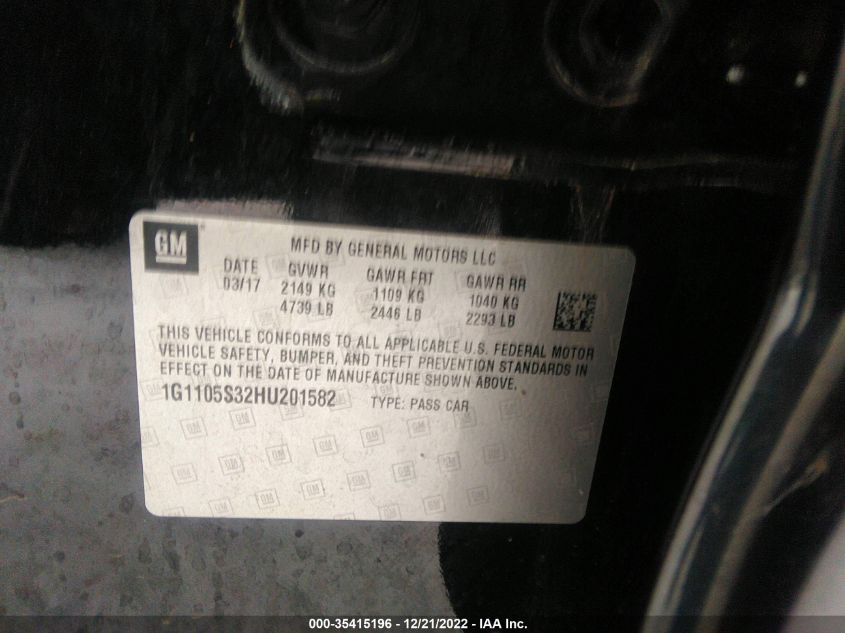 GM
MFD BY GENERAL MOTORS LLC
DATE GVWR GAWR FRT GAWR RR
03/17 2149 KG 1109 KG 1040 KG
4739 LB 2446 LB 2293 LB
THIS VEHICLE CONFORMS TO ALL APPLICABLE U.S. FEDERAL MOTOR
VEHICLE SAFETY, BUMPER, AND THEFT PREVENTION STANDARDS IN
EFFECT ON THE DATE OF MANUFACTURE SHOWN ABOVE.
1G1105S32HU201582 TYPE: PASS CAR
000-35415196 - 12/21/2022 - IAA Inc.